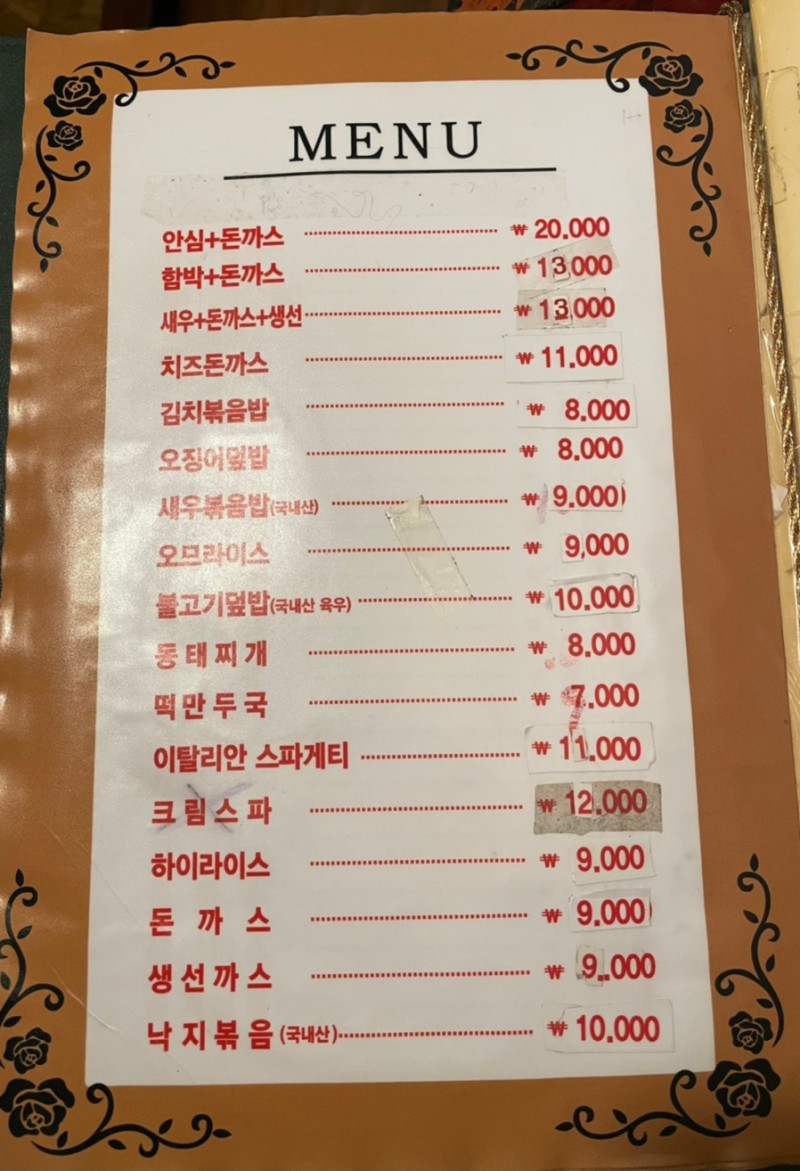 MENU
안심+돈까스 ₩ 20.000
함박+돈까스 ₩ 13,000
새우+돈까스+생선 ₩ 13,000
치즈돈까스 ₩ 11.000
김치볶음밥 ₩ 8.000
오징어덮밥 ₩ 8.000
새우볶음밥(국내산) ₩ 9.000
오므라이스 ₩ 9,000
불고기덮밥(국내산 육우) ₩ 10.000
동태찌개 ₩ 8.000
떡만두국 ₩ 7.000
이탈리안 스파게티 ₩ 11.000
크림스파 ₩ 12.000
하이라이스 ₩ 9.000
돈까스 ₩ 9.000
생선까스 ₩ 9..000
낙지볶음(국내산) ₩ 10.000